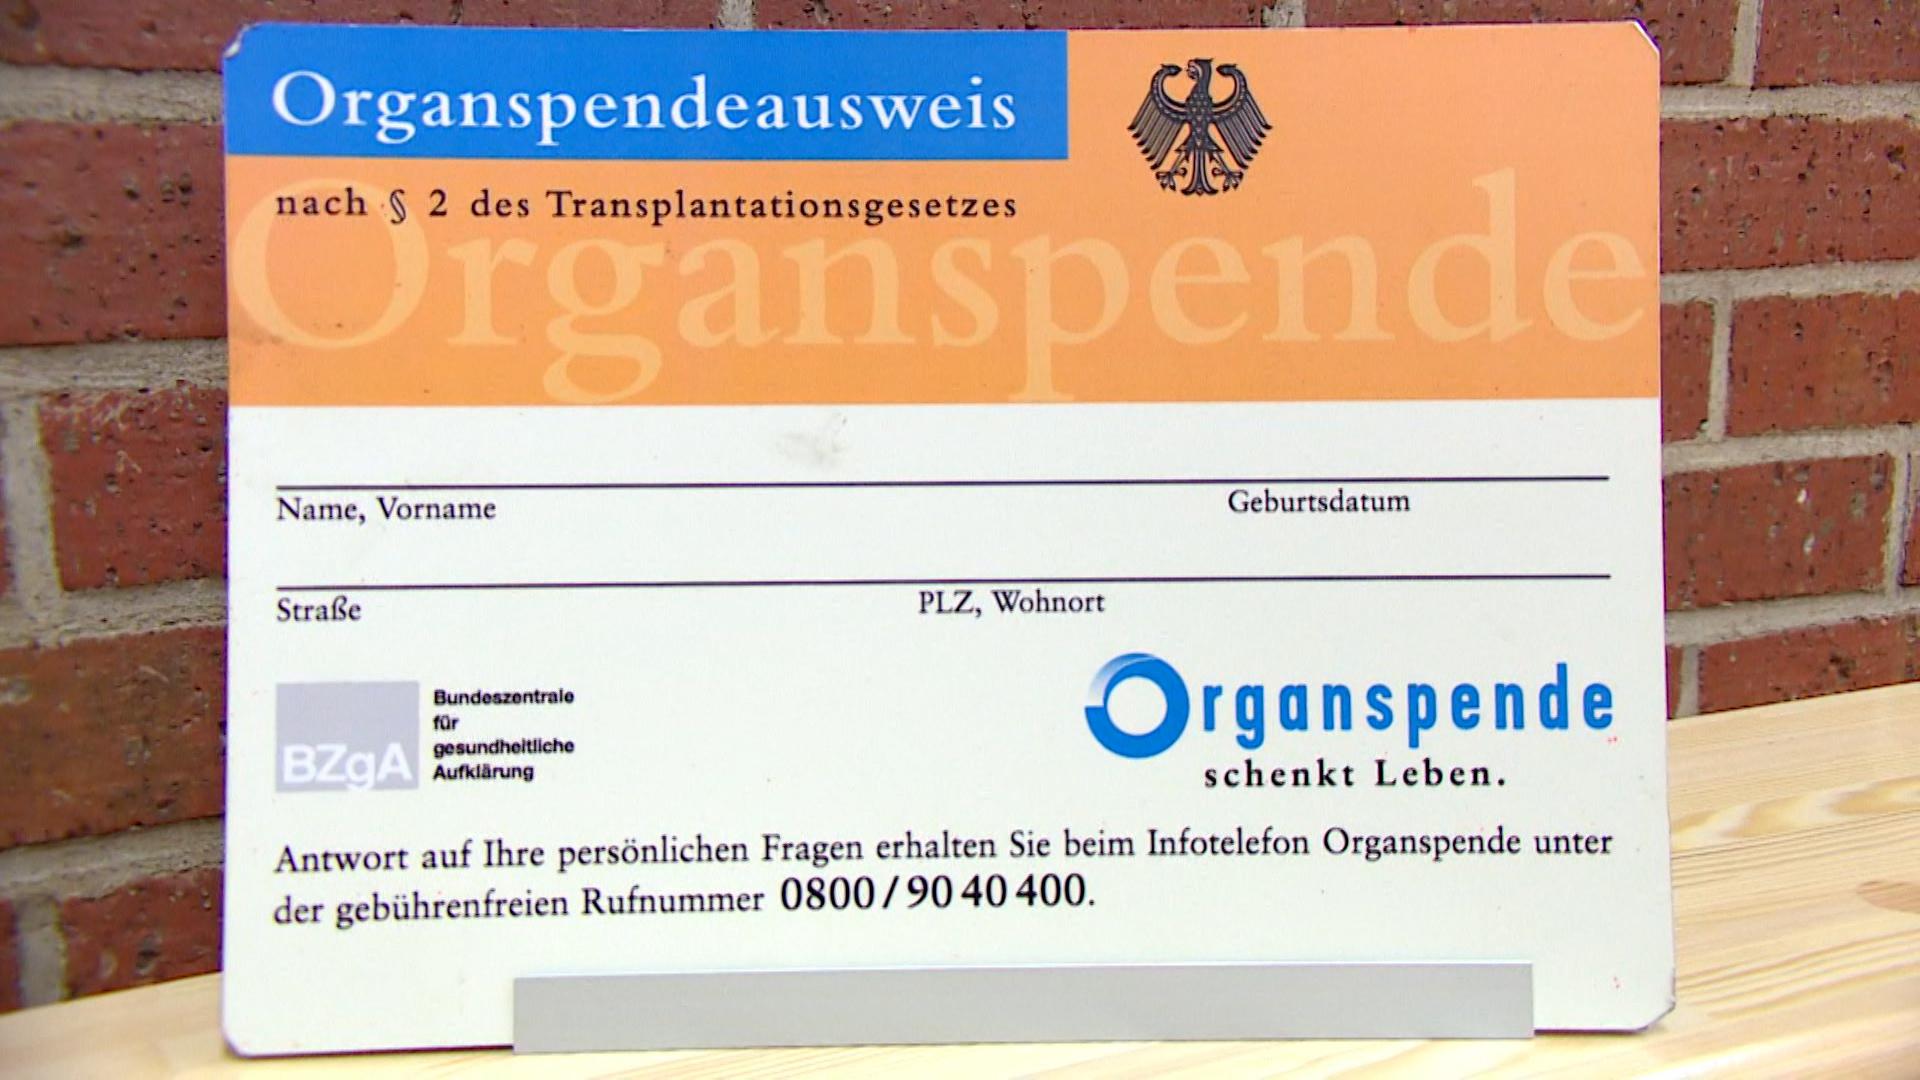 Organspendeausweis
nach § 2 des Transplantationsgesetzes
Organspende
Name, Vorname Geburtsdatum
Straße PLZ, Wohnort
BZgA
Bundeszentrale
für
gesundheitliche
Aufklärung
Organspende
schenkt Leben.
Antwort auf Ihre persönlichen Fragen erhalten Sie beim Infotelefon Organspende unter
der gebührenfreien Rufnummer 0800/90 40 400.